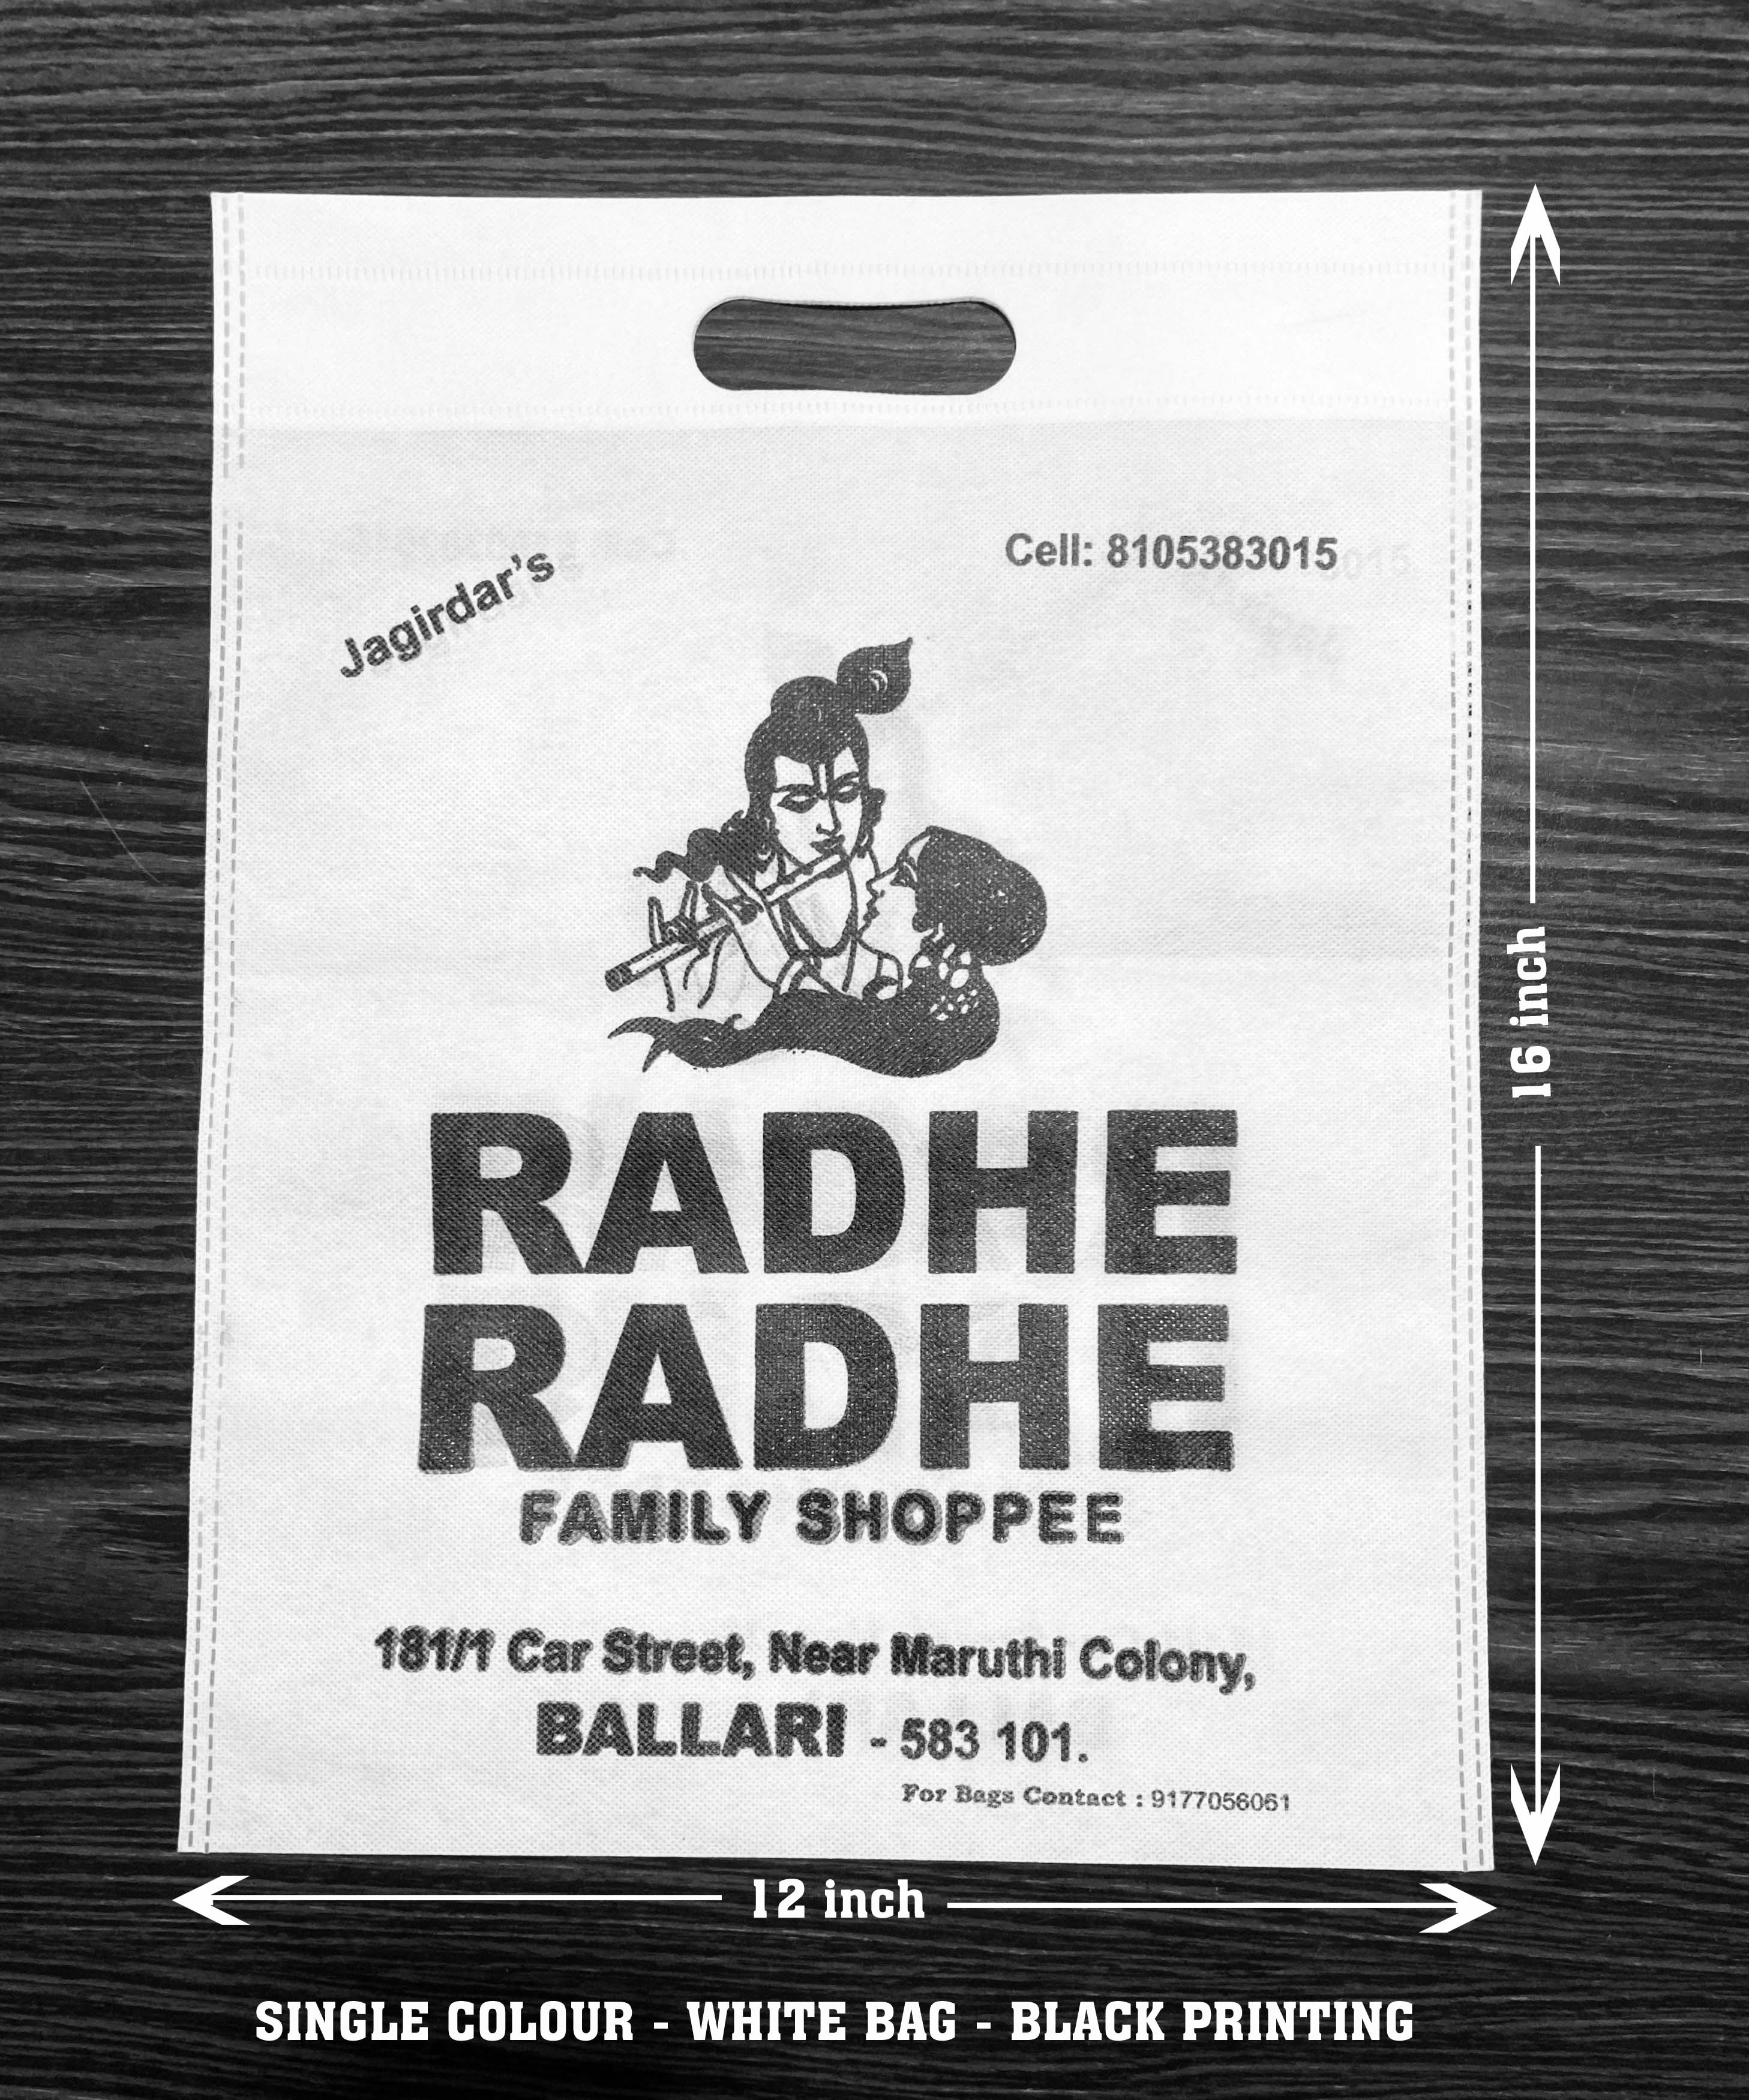 Jagirdar's
Cell: 8105383015
RADHE
RADHE
FAMILY SHOPPEE
181/1 Car Street, Near Maruthi Colony,
BALLARI - 583 101.
For Bags Contact : 9177056061
16 inch
12 inch
SINGLE COLOUR - WHITE BAG - BLACK PRINTING